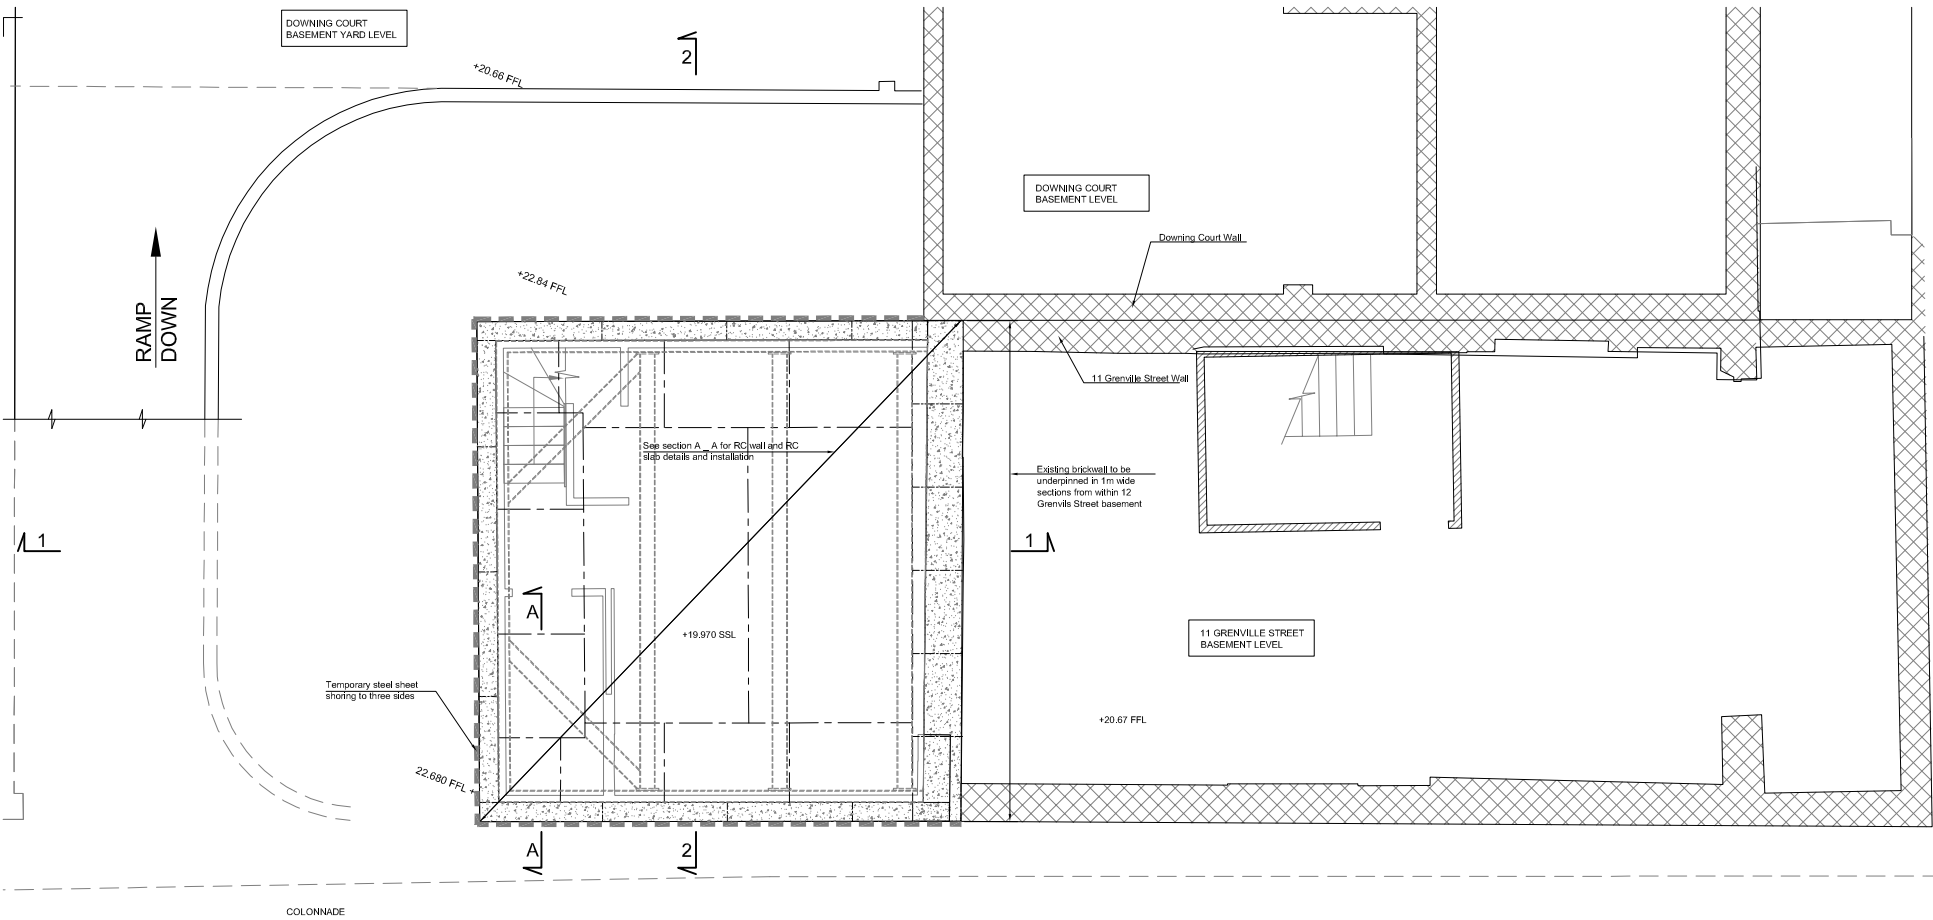 DOWNING COURT
BASEMENT YARD LEVEL
2
+20.66 FFL
DOWNING COURT
BASEMENT LEVEL
Downing Court Wall
+22.84 FFL
RAMP
DOWN
11 Grenville Street Wall
See section A _ A for RC wall and RC
slab details and installation
Existing brickwall to be
underpinned in 1m wide
sections from within 12
Grenvils Street basement
1
1
A
+19.970 SSL
11 GRENVILLE STREET
BASEMENT LEVEL
Temporary steel sheet
shoring to three sides
+20.67 FFL
22.680 FFL +
A
2
COLONNADE